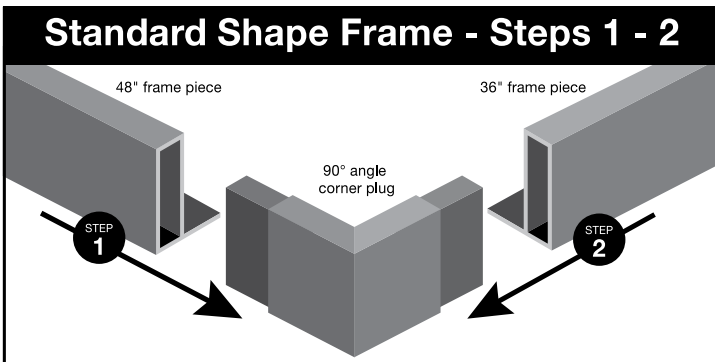 Standard Shape Frame - Steps 1 - 2
48" frame piece
36" frame piece
90° angle
corner plug
STEP
1
STEP
2